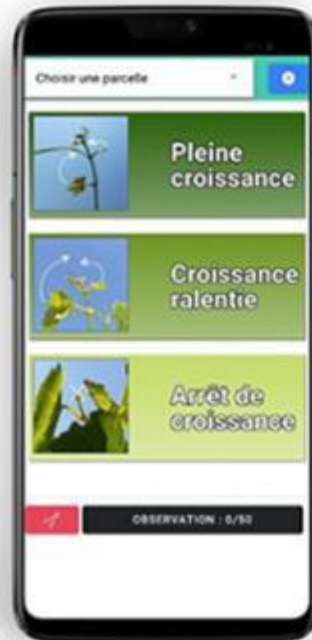 Choisir une parcelle
Pleine
croissance
Croissance
ralentie
Arrêt de
croissance
OBSERVATION : 0/50